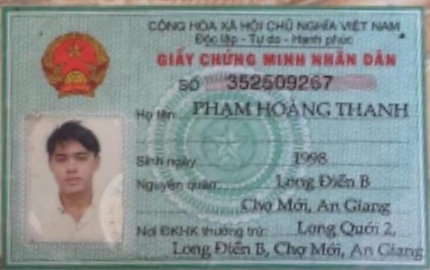 CỘNG HÒA XÃ HỘI CHỦ NGHĨA VIỆT NAM
Độc lập - Tự do - Hạnh phúc
GIẤY CHỨNG MINH NHÂN DÂN
SỐ 352509267
Họ tên PHẠM HOÀNG THANH
Sinh ngày 1998
Nguyên quán Long Điền B
Chợ Mới, An Giang
Nơi ĐKHK thường trú: Long Quới 2,
Long Điền B, Chợ Mới, An Giang